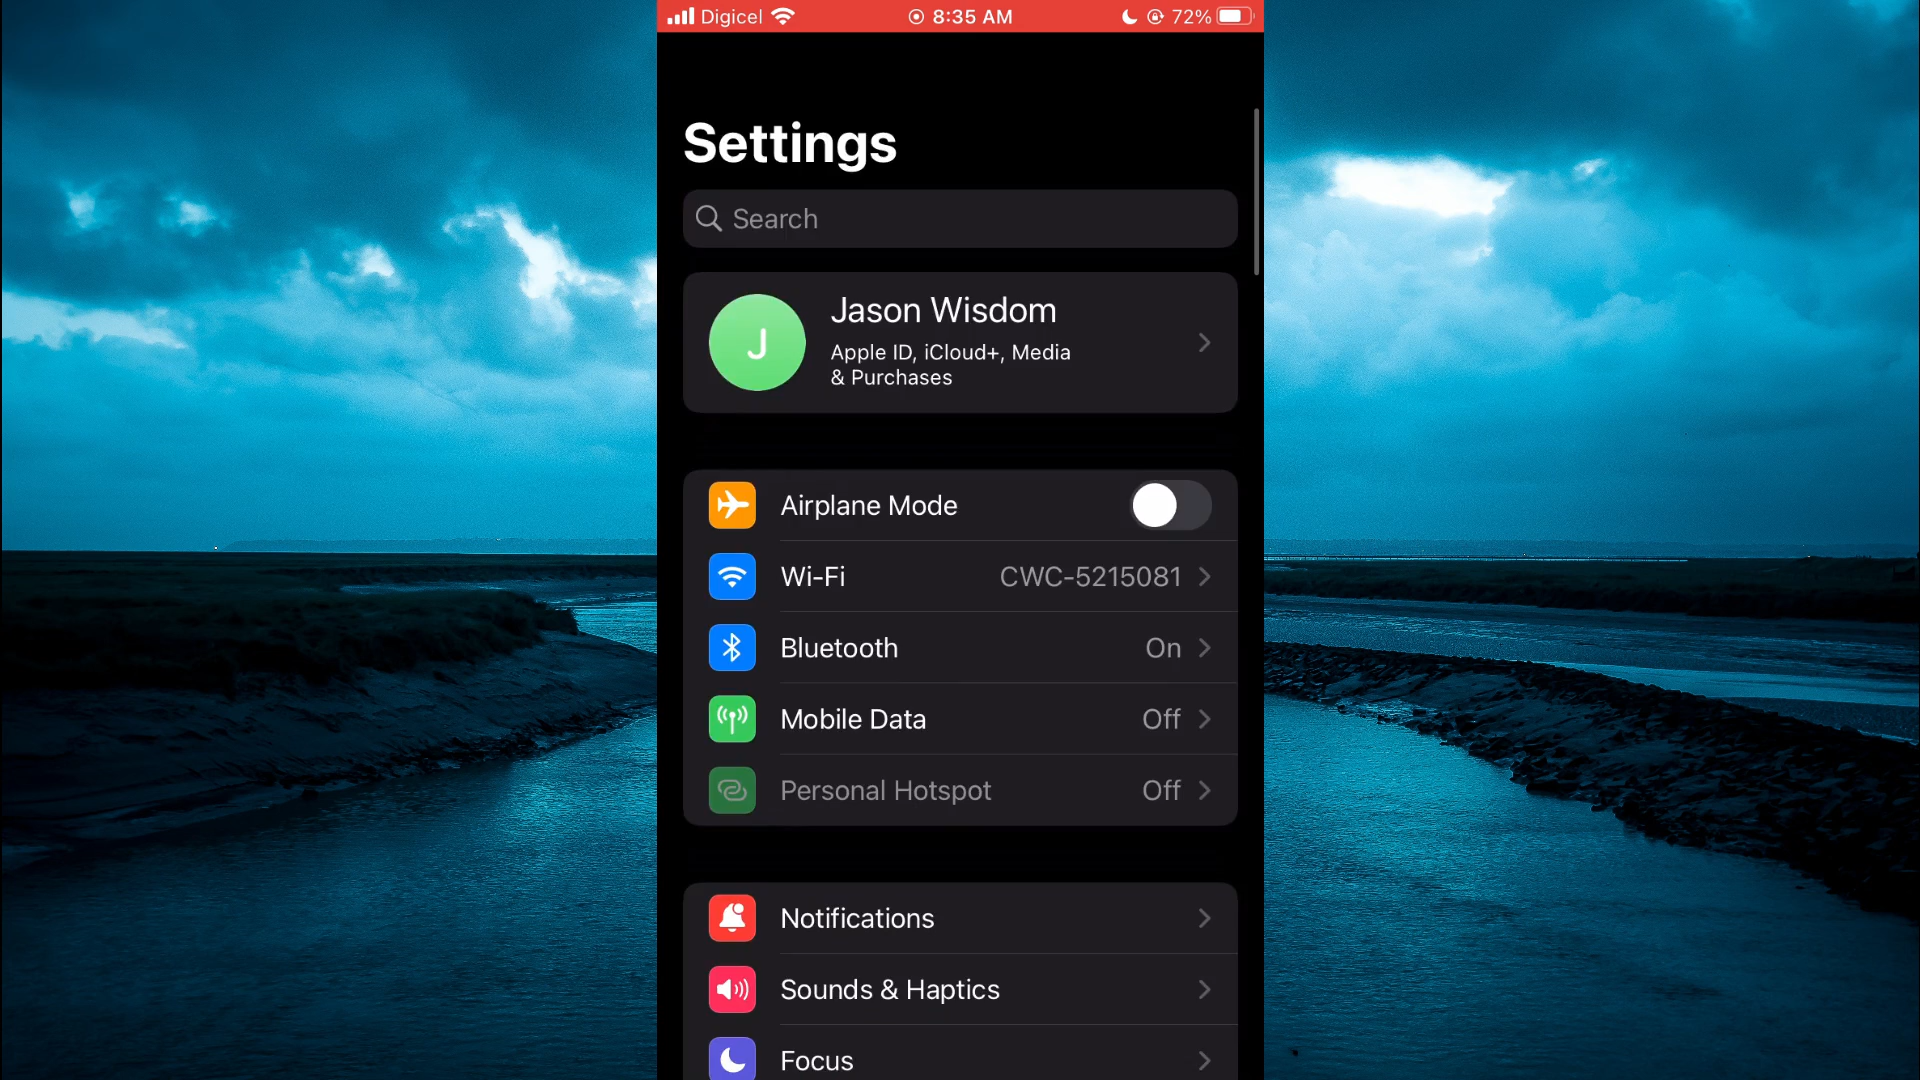 Digicel 8:35 AM 72%
Settings
Search
J
Jason Wisdom
Apple ID, iCloud+, Media
& Purchases
Airplane Mode
Wi-Fi CWC-5215081
Bluetooth On
Mobile Data Off
Personal Hotspot Off
Notifications
Sounds & Haptics
Focus